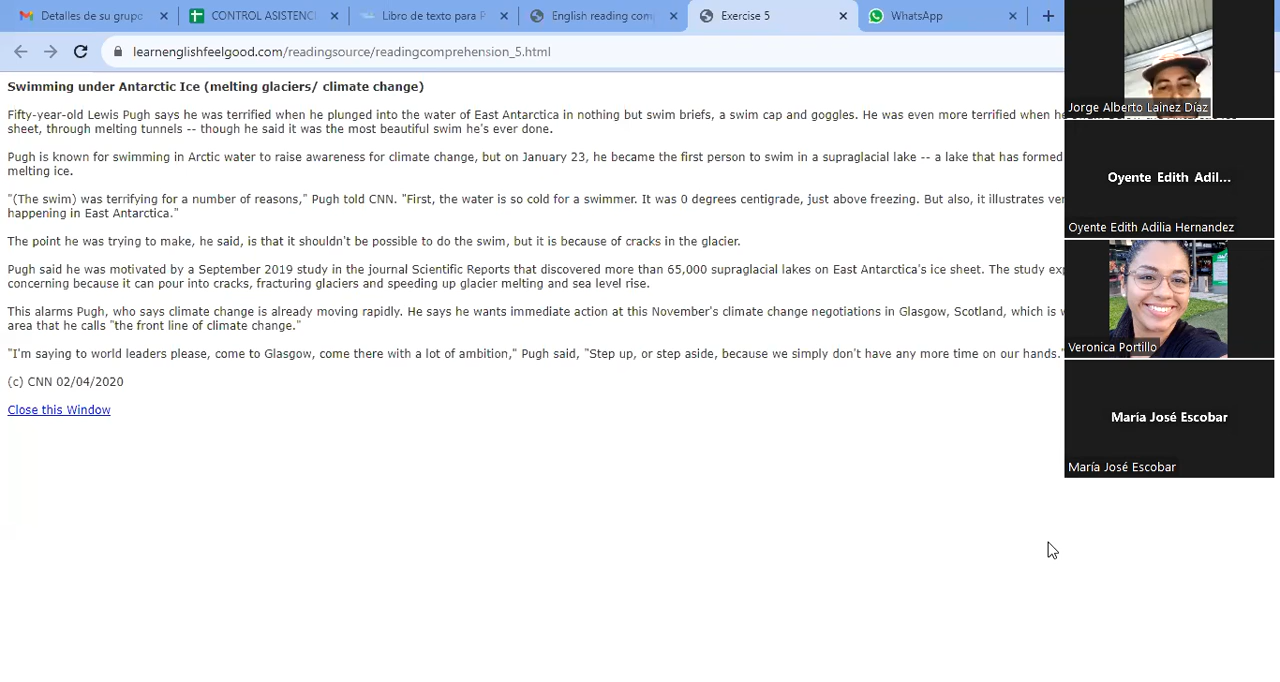 Detalles de su grupo
CONTROL ASISTENCI
Libro de texto para P
English reading com
Exercise 5
WhatsApp
learnenglishfeelgood.com/readingsource/readingcomprehension_5.html
Swimming under Antarctic Ice (melting glaciers/ climate change)
Fifty-year-old Lewis Pugh says he was terrified when he plunged into the water of East Antarctica in nothing but swim briefs, a swim cap and goggles. He was even more terrified when he
sheet, through melting tunnels -- though he said it was the most beautiful swim he's ever done.
Pugh is known for swimming in Arctic water to raise awareness for climate change, but on January 23, he became the first person to swim in a supraglacial lake -- a lake that has formed
melting ice.
"(The swim) was terrifying for a number of reasons," Pugh told CNN. "First, the water is so cold for a swimmer. It was 0 degrees centigrade, just above freezing. But also, it illustrates ver
happening in East Antarctica."
The point he was trying to make, he said, is that it shouldn't be possible to do the swim, but it is because of cracks in the glacier.
Pugh said he was motivated by a September 2019 study in the journal Scientific Reports that discovered more than 65,000 supraglacial lakes on East Antarctica's ice sheet. The study exp
concerning because it can pour into cracks, fracturing glaciers and speeding up glacier melting and sea level rise.
This alarms Pugh, who says climate change is already moving rapidly. He says he wants immediate action at this November's climate change negotiations in Glasgow, Scotland, which is w
area that he calls "the front line of climate change."
"I'm saying to world leaders please, come to Glasgow, come there with a lot of ambition," Pugh said, "Step up, or step aside, because we simply don't have any more time on our hands."
(c) CNN 02/04/2020
Close this Window
Jorge Alberto Lainez Díaz
Oyente Edith Adil...
Oyente Edith Adilia Hernandez
Veronica Portillo
María José Escobar
María José Escobar